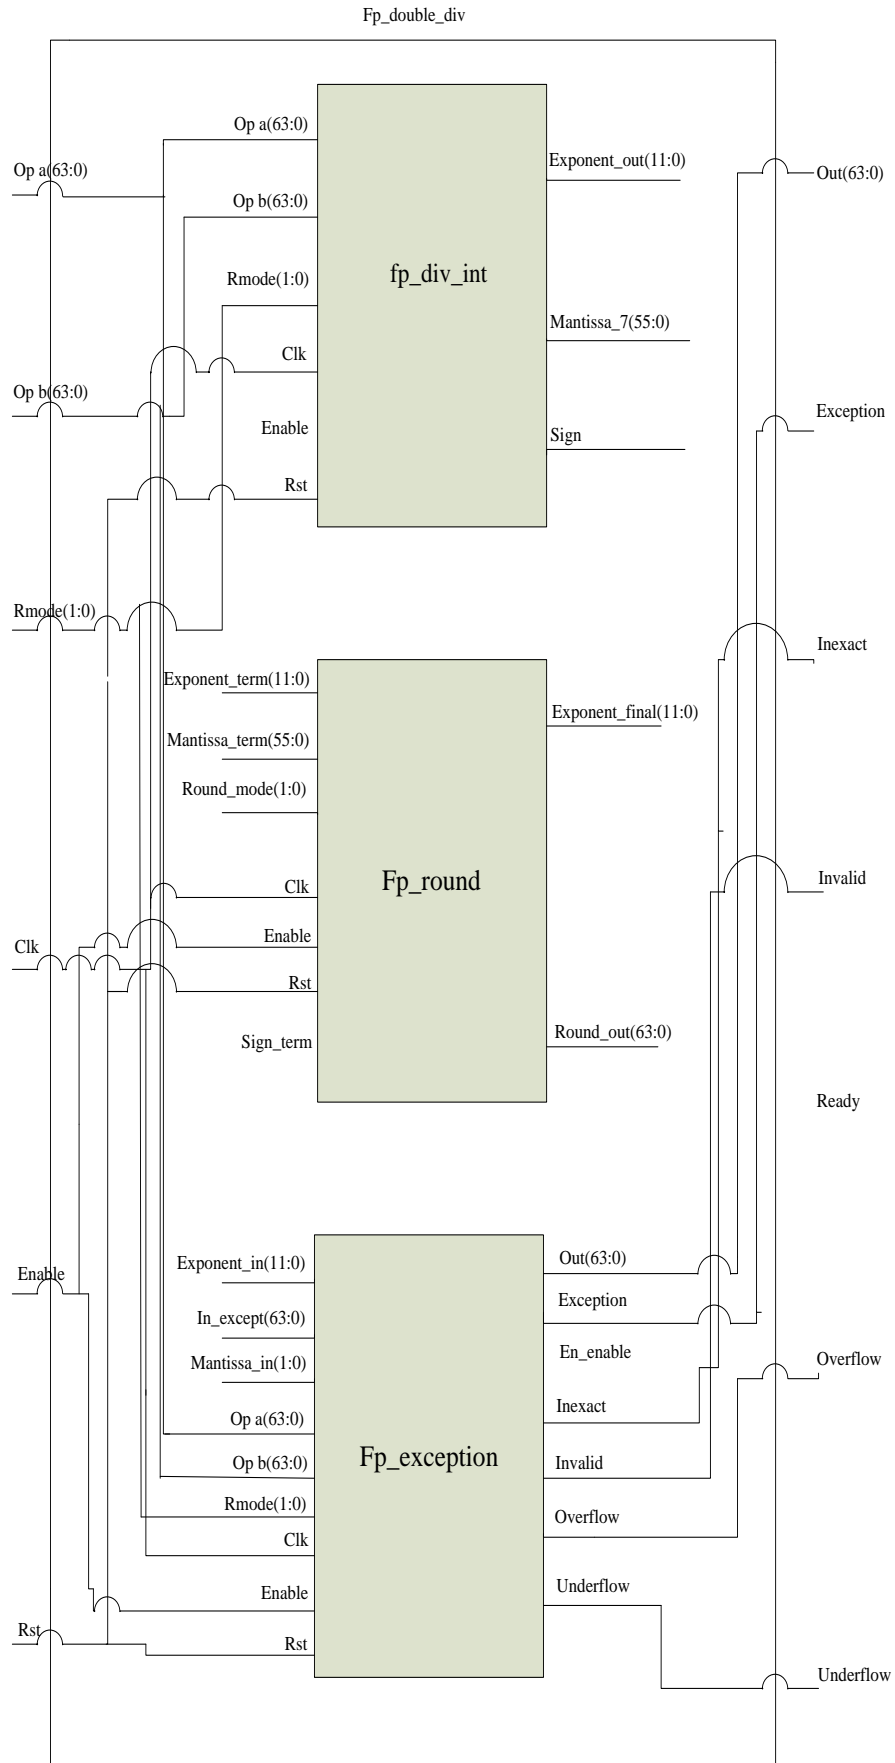 Fp_double_div
Op a(63:0)
Op b(63:0)
Rmode(1:0)
Clk
Enable
Rst
Op a(63:0)
Op b(63:0)
Rmode(1:0)
Clk
Enable
Rst
fp_div_int
Exponent_out(11:0)
Mantissa_7(55:0)
Sign
Exponent_term(11:0)
Mantissa_term(55:0)
Round_mode(1:0)
Clk
Enable
Rst
Sign_term
Fp_round
Exponent_final(11:0)
Round_out(63:0)
Exponent_in(11:0)
In_except(63:0)
Mantissa_in(1:0)
Op a(63:0)
Op b(63:0)
Rmode(1:0)
Clk
Enable
Rst
Fp_exception
Out(63:0)
Exception
En_enable
Inexact
Invalid
Overflow
Underflow
Out(63:0)
Exception
Inexact
Invalid
Ready
Overflow
Underflow